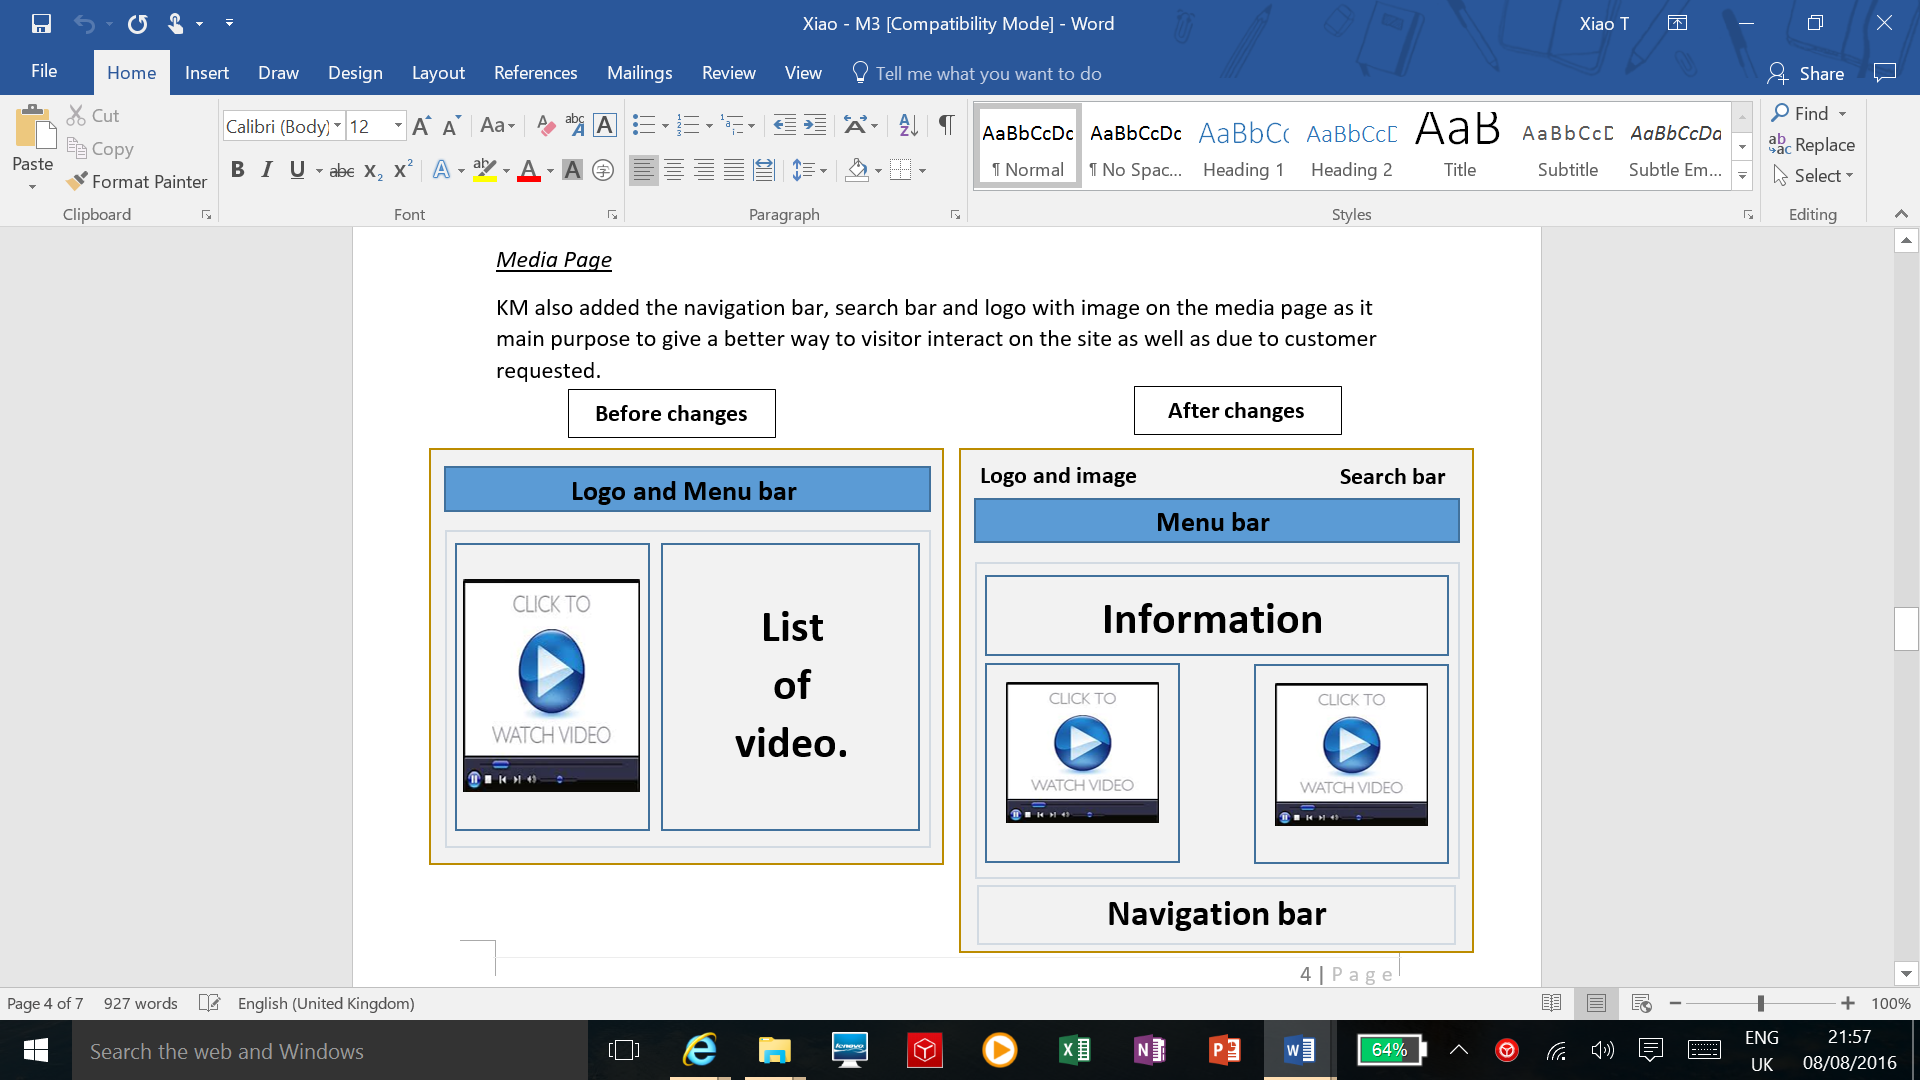 Xiao - M3 [Compatibility Mode] - Word
Xiao T
File Home Insert Draw Design Layout References Mailings Review View Tell me what you want to do Share
Paste
Cut
Copy
Format Painter
Clipboard
Calibri (Body) 12
Font
Paragraph
AaBbCcDc AaBbCcDc AaBbCc AaBbCcD AaB AaBbCcD AaBbCcDa
¶ Normal ¶ No Spac... Heading 1 Heading 2 Title Subtitle Subtle Em...
Styles
Find
Replace
Select
Editing
Media Page
KM also added the navigation bar, search bar and logo with image on the media page as it
main purpose to give a better way to visitor interact on the site as well as due to customer
requested.
Before changes
Logo and Menu bar
CLICK TO
WATCH VIDEO
List
of
video.
After changes
Logo and image
Search bar
Menu bar
Information
CLICK TO
WATCH VIDEO
CLICK TO
WATCH VIDEO
Navigation bar
4 | Page
Page 4 of 7 927 words English (United Kingdom) 100%
Search the web and Windows
64%
ENG
UK
21:57
08/08/2016